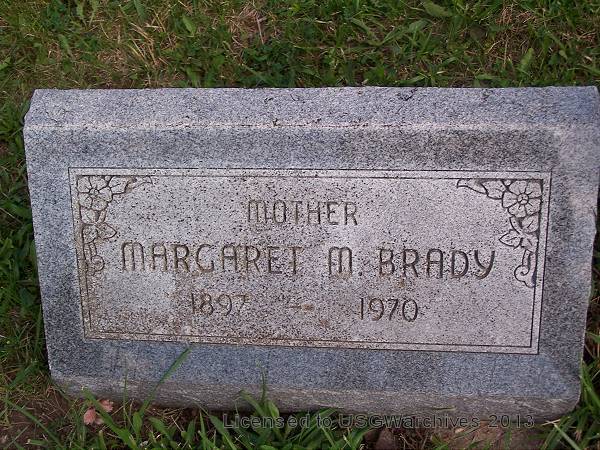 MOTHER
MARGARET M. BRADY
1897 – 1970
Licensed to USGWarchives 2013